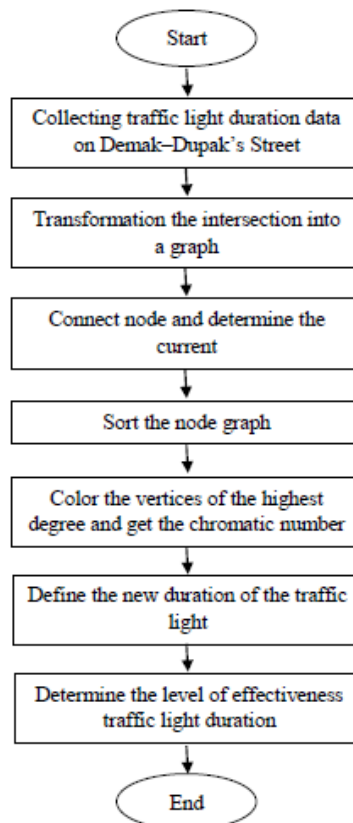 Start
Collecting traffic light duration data
on Demak–Dupak's Street
Transformation the intersection into
a graph
Connect node and determine the
current
Sort the node graph
Color the vertices of the highest
degree and get the chromatic number
Define the new duration of the traffic
light
Determine the level of effectiveness
traffic light duration
End